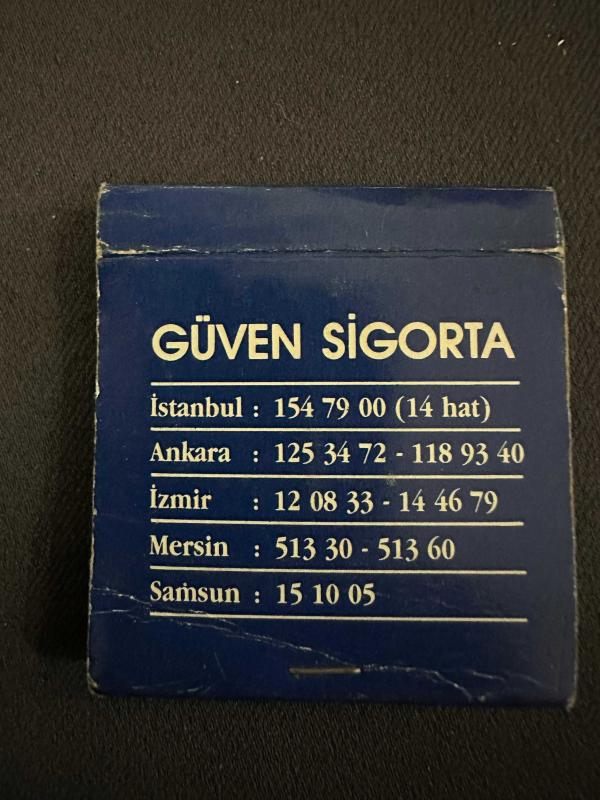 GÜVEN SİGORTA
İstanbul : 154 79 00 (14 hat)
Ankara : 125 34 72 - 118 93 40
İzmir : 12 08 33 - 14 46 79
Mersin : 513 30 - 513 60
Samsun : 15 10 05